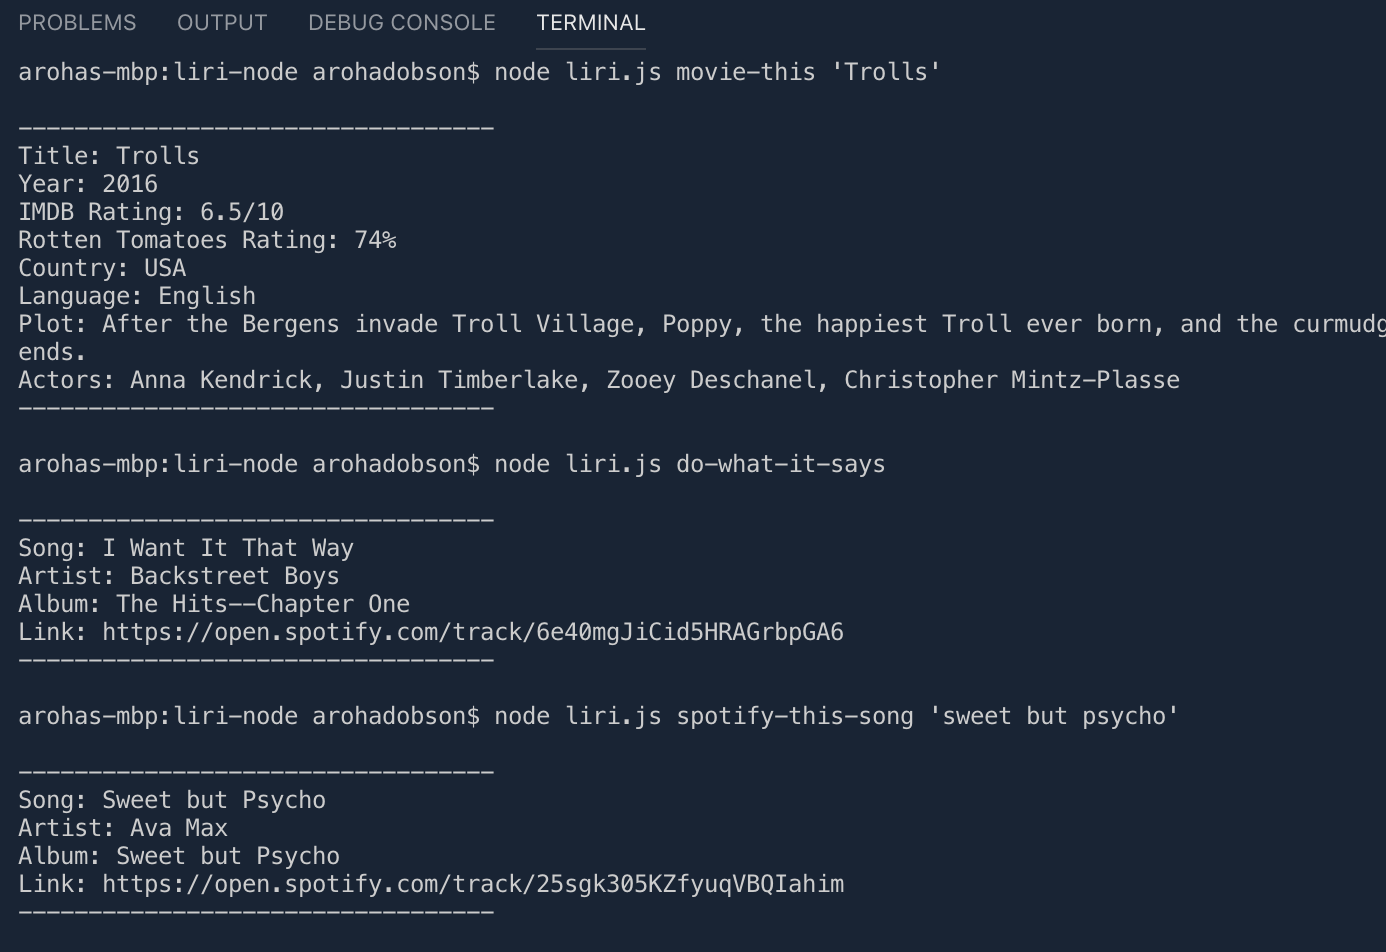 PROBLEMS OUTPUT DEBUG CONSOLE TERMINAL
arohas-mbp:liri-node arohadobson$ node liri.js movie-this 'Trolls'
----------------------------------
Title: Trolls
Year: 2016
IMDB Rating: 6.5/10
Rotten Tomatoes Rating: 74%
Country: USA
Language: English
Plot: After the Bergens invade Troll Village, Poppy, the happiest Troll ever born, and the curmudg
ends.
Actors: Anna Kendrick, Justin Timberlake, Zooey Deschanel, Christopher Mintz-Plasse
----------------------------------
arohas-mbp:liri-node arohadobson$ node liri.js do-what-it-says
----------------------------------
Song: I Want It That Way
Artist: Backstreet Boys
Album: The Hits--Chapter One
Link: https://open.spotify.com/track/6e40mgJiCid5HRAGrbpGA6
----------------------------------
arohas-mbp:liri-node arohadobson$ node liri.js spotify-this-song 'sweet but psycho'
----------------------------------
Song: Sweet but Psycho
Artist: Ava Max
Album: Sweet but Psycho
Link: https://open.spotify.com/track/25sgk305KZfyuqVBQIahim
----------------------------------